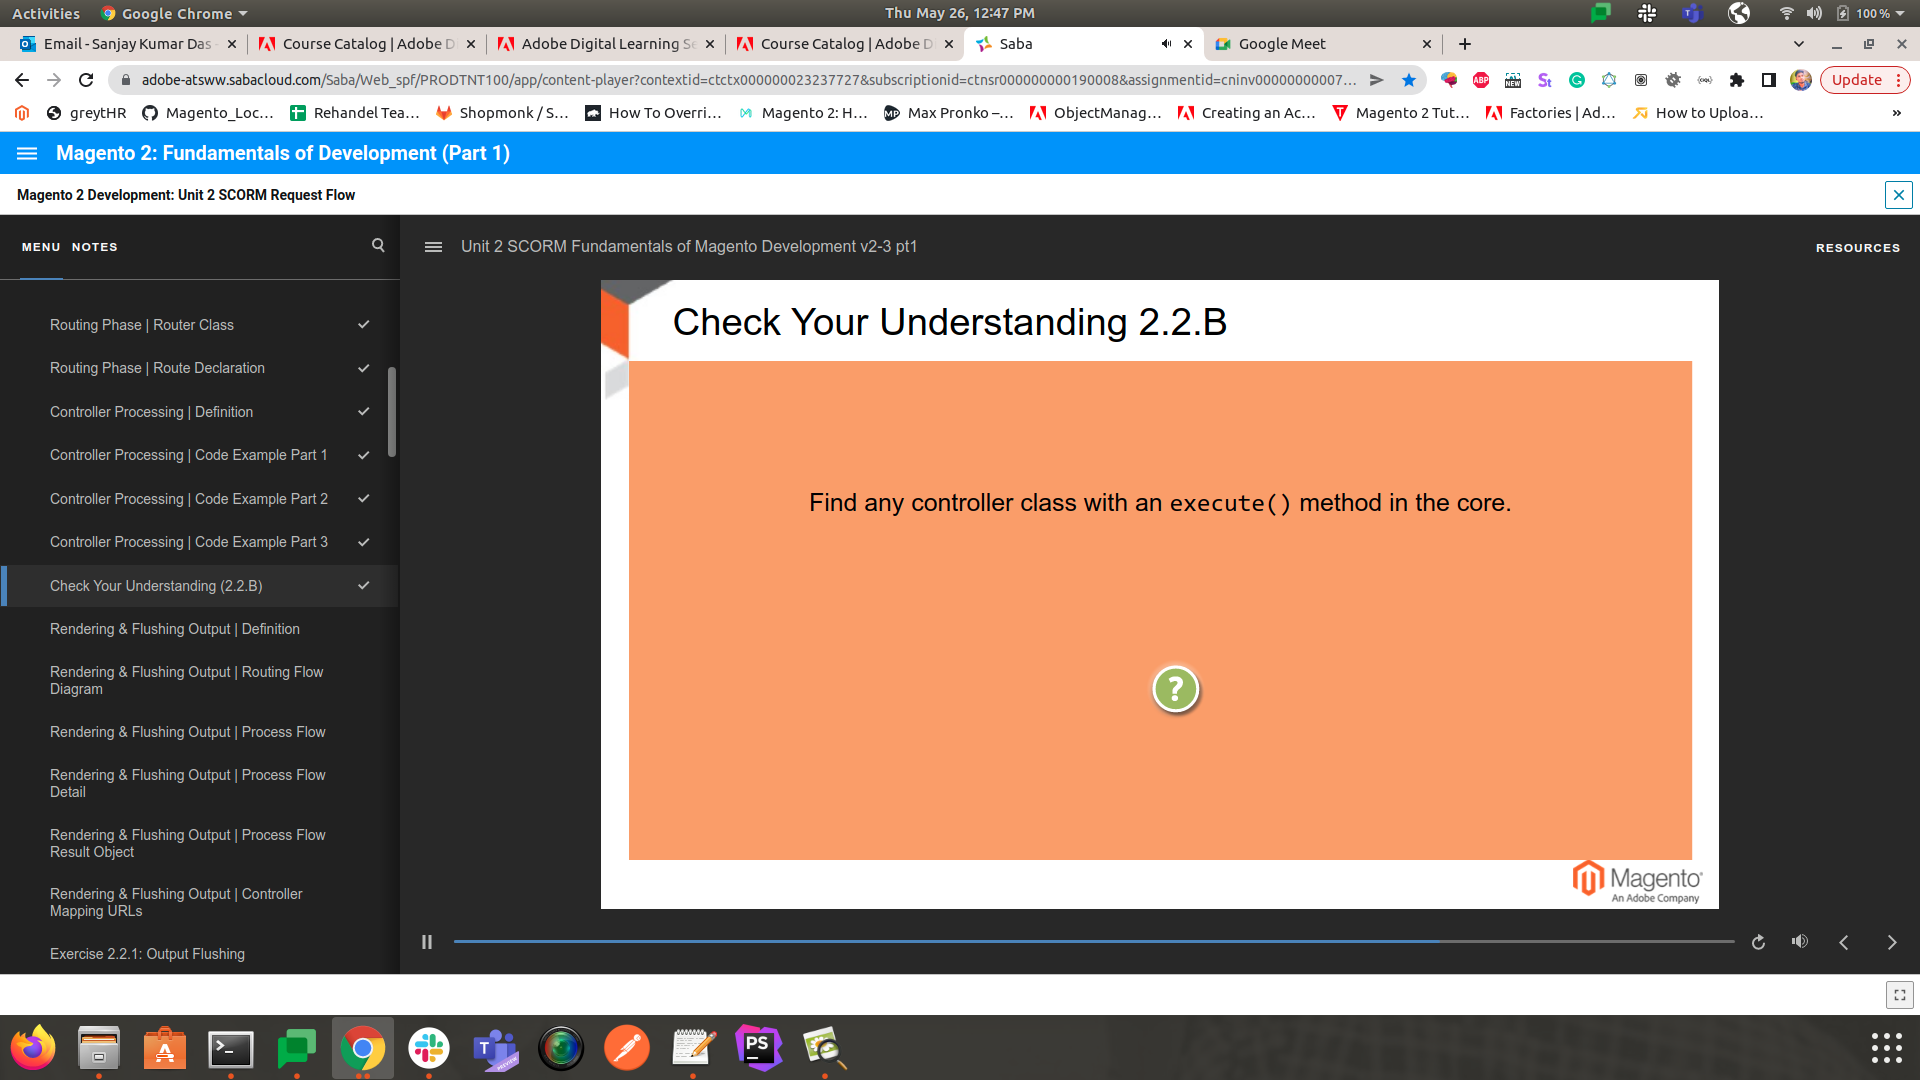 Activities
Google Chrome
Thu May 26, 12:47 PM
100 %
Email - Sanjay Kumar Das -
Course Catalog | Adobe D
Adobe Digital Learning Se
Course Catalog | Adobe D
Saba
Google Meet
adobe-atsww.sabacloud.com/Saba/Web_spf/PRODTNT100/app/content-player?contextid=ctctx000000023237727&subscriptionid=ctnsr000000000190008&assignmentid=cninv00000000007...
ABP
NEW
Update
greytHR
Magento_Loc...
Rehandel Tea...
Shopmonk / S...
How To Overri...
Magento 2: H...
Max Pronko –...
ObjectManag...
Creating an Ac...
Magento 2 Tut...
Factories | Ad...
How to Uploa...
»
Magento 2: Fundamentals of Development (Part 1)
Magento 2 Development: Unit 2 SCORM Request Flow
MENU
NOTES
Unit 2 SCORM Fundamentals of Magento Development v2-3 pt1
RESOURCES
Routing Phase | Router Class
Routing Phase | Route Declaration
Controller Processing | Definition
Controller Processing | Code Example Part 1
Controller Processing | Code Example Part 2
Controller Processing | Code Example Part 3
Check Your Understanding (2.2.B)
Rendering & Flushing Output | Definition
Rendering & Flushing Output | Routing Flow
Diagram
Rendering & Flushing Output | Process Flow
Rendering & Flushing Output | Process Flow
Detail
Rendering & Flushing Output | Process Flow
Result Object
Rendering & Flushing Output | Controller
Mapping URLs
Exercise 2.2.1: Output Flushing
Check Your Understanding 2.2.B
Find any controller class with an execute() method in the core.
?
Magento
An Adobe Company
PS